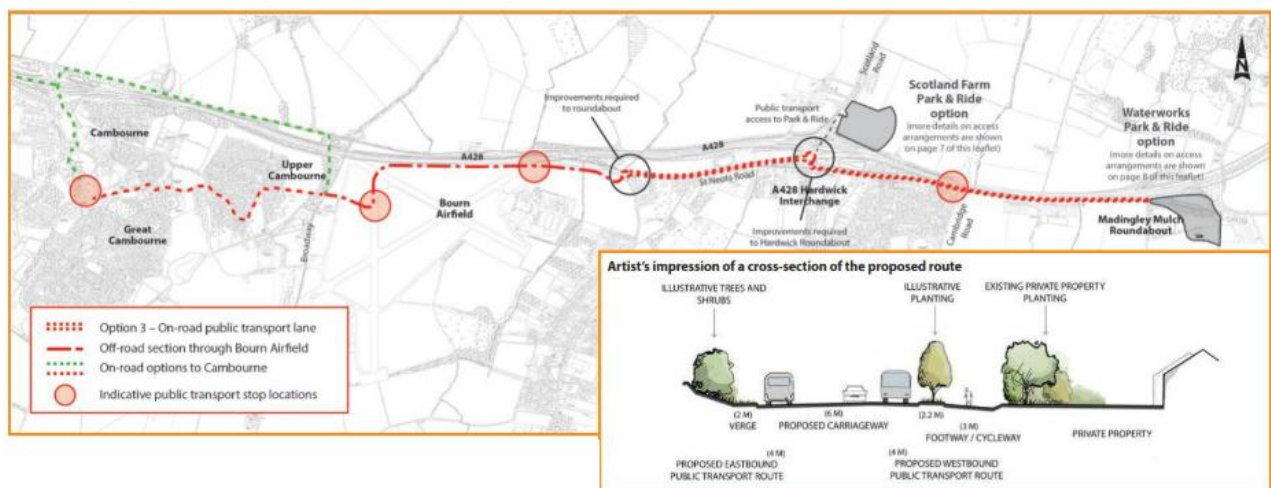 Cambourne
Great
Cambourne
Upper
Cambourne
Broadway
A428
Bourn
Airfield
Improvements required
to roundabout
A428
St Neots Road
Public transport
access to Park & Ride
Scotland
Road
Scotland Farm
Park & Ride
option
(more details on access
arrangements are shown
on page 7 of this leaflet)
A428 Hardwick
Interchange
Improvements required
to Hardwick Roundabout
Cambridge
Road
Waterworks
Park & Ride
option
(more details on access
arrangements are shown
on page 8 of this leaflet)
Madingley Mulch
Roundabout
N
Option 3 – On-road public transport lane
Off-road section through Bourn Airfield
On-road options to Cambourne
Indicative public transport stop locations
Artist's impression of a cross-section of the proposed route
ILLUSTRATIVE TREES AND
SHRUBS
ILLUSTRATIVE
PLANTING
EXISTING PRIVATE PROPERTY
PLANTING
(2 M)
VERGE
(6 M)
PROPOSED CARRIAGEWAY
(2.2 M)
(3 M)
FOOTWAY / CYCLEWAY
PRIVATE PROPERTY
(4 M)
PROPOSED EASTBOUND
PUBLIC TRANSPORT ROUTE
(4 M)
PROPOSED WESTBOUND
PUBLIC TRANSPORT ROUTE